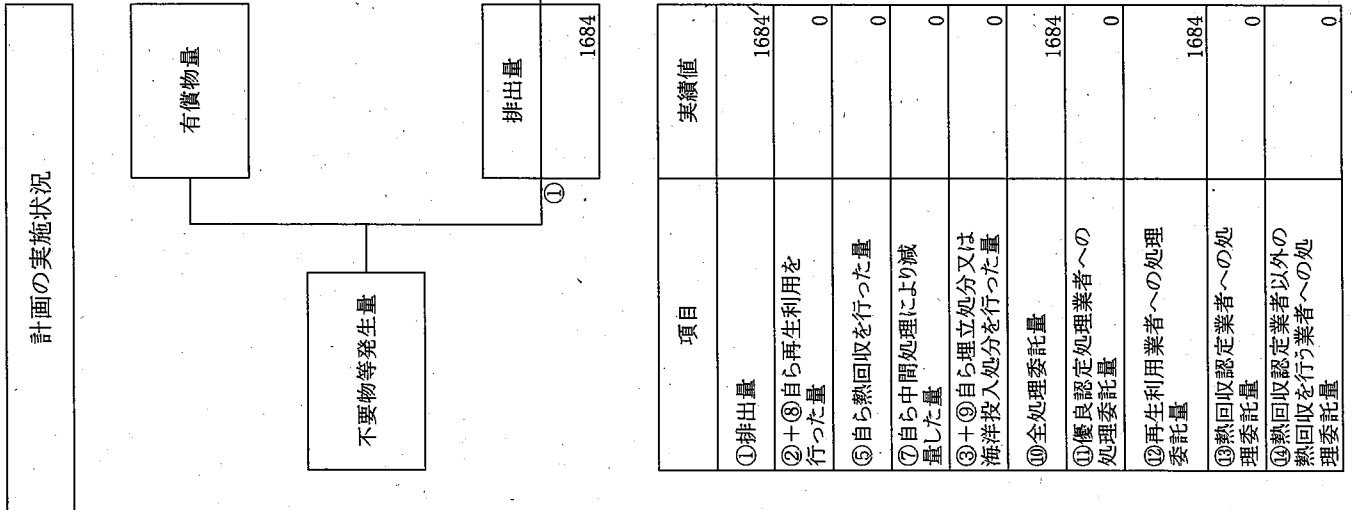 計画の実施状況
有償物量
不要物等発生量
①
排出量
1684
項目
実績値
①排出量
1684
②+⑧自ら再生利用を
行った量
0
⑤自ら熱回収を行った量
0
⑦自ら中間処理により減
量した量
0
③+⑨自ら埋立処分又は
海洋投入処分を行った量
0
⑩全処理委託量
1684
⑪優良認定処理業者への
処理委託量
0
⑫再生利用業者への処理
委託量
1684
⑬熱回収認定業者への処
理委託量
0
⑭熱回収認定業者以外の
熱回収を行う業者への処
理委託量
0